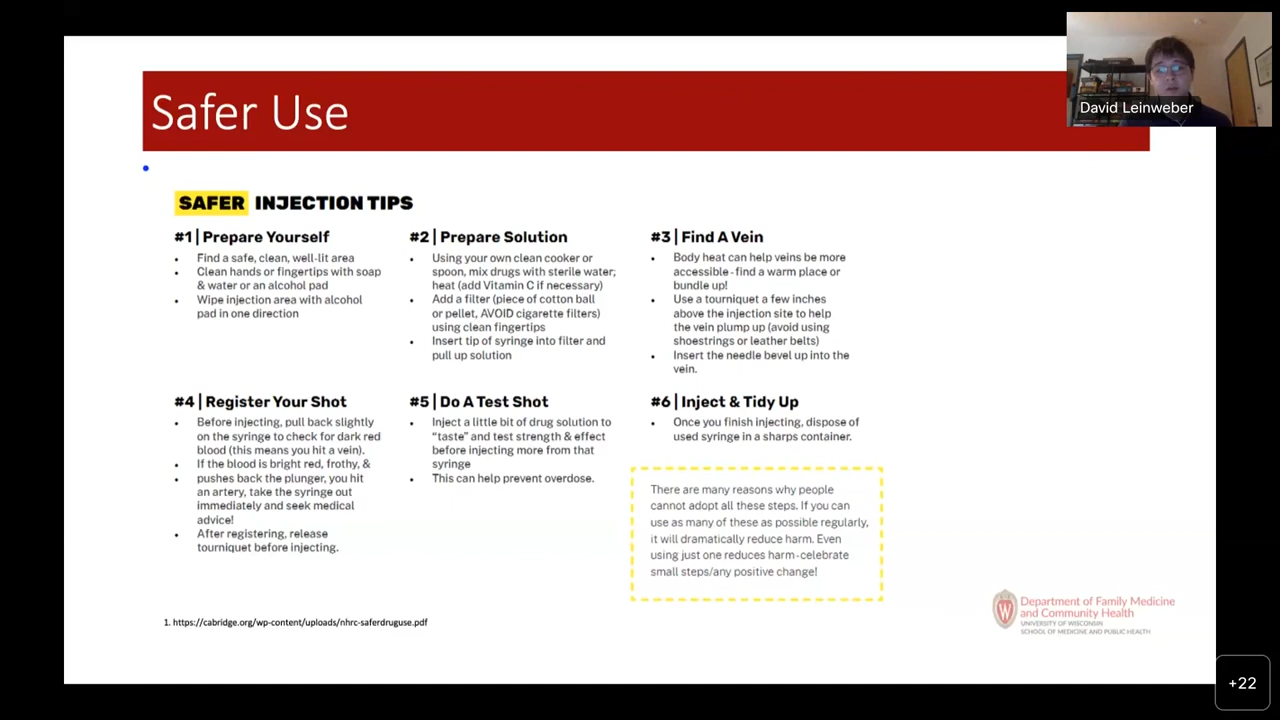 Safer Use
David Leinweber
SAFER INJECTION TIPS
#1 | Prepare Yourself
• Find a safe, clean, well-lit area
• Clean hands or fingertips with soap
& water or an alcohol pad
• Wipe injection area with alcohol
pad in one direction
#2 | Prepare Solution
• Using your own clean cooker or
spoon, mix drugs with sterile water;
heat (add Vitamin C if necessary)
• Add a filter (piece of cotton ball
or pellet, AVOID cigarette filters)
using clean fingertips
• Insert tip of syringe into filter and
pull up solution
#3 | Find A Vein
• Body heat can help veins be more
accessible - find a warm place or
bundle up!
• Use a tourniquet a few inches
above the injection site to help
the vein plump up (avoid using
shoestrings or leather belts)
• Insert the needle bevel up into the
vein.
#4 | Register Your Shot
• Before injecting, pull back slightly
on the syringe to check for dark red
blood (this means you hit a vein).
• If the blood is bright red, frothy, &
• pushes back the plunger, you hit
an artery, take the syringe out
immediately and seek medical
advice!
• After registering, release
tourniquet before injecting.
#5 | Do A Test Shot
• Inject a little bit of drug solution to
“taste” and test strength & effect
before injecting more from that
syringe
• This can help prevent overdose.
#6 | Inject & Tidy Up
• Once you finish injecting, dispose of
used syringe in a sharps container.
There are many reasons why people
cannot adopt all these steps. If you can
use as many of these as possible regularly,
it will dramatically reduce harm. Even
using just one reduces harm - celebrate
small steps/any positive change!
1. https://cabridge.org/wp-content/uploads/nhrc-saferdruguse.pdf
W
Department of Family Medicine
and Community Health
UNIVERSITY OF WISCONSIN
SCHOOL OF MEDICINE AND PUBLIC HEALTH
+22